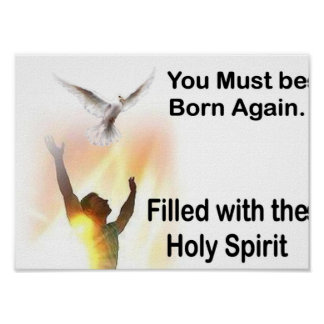 You Must be
Born Again.
Filled with the
Holy Spirit